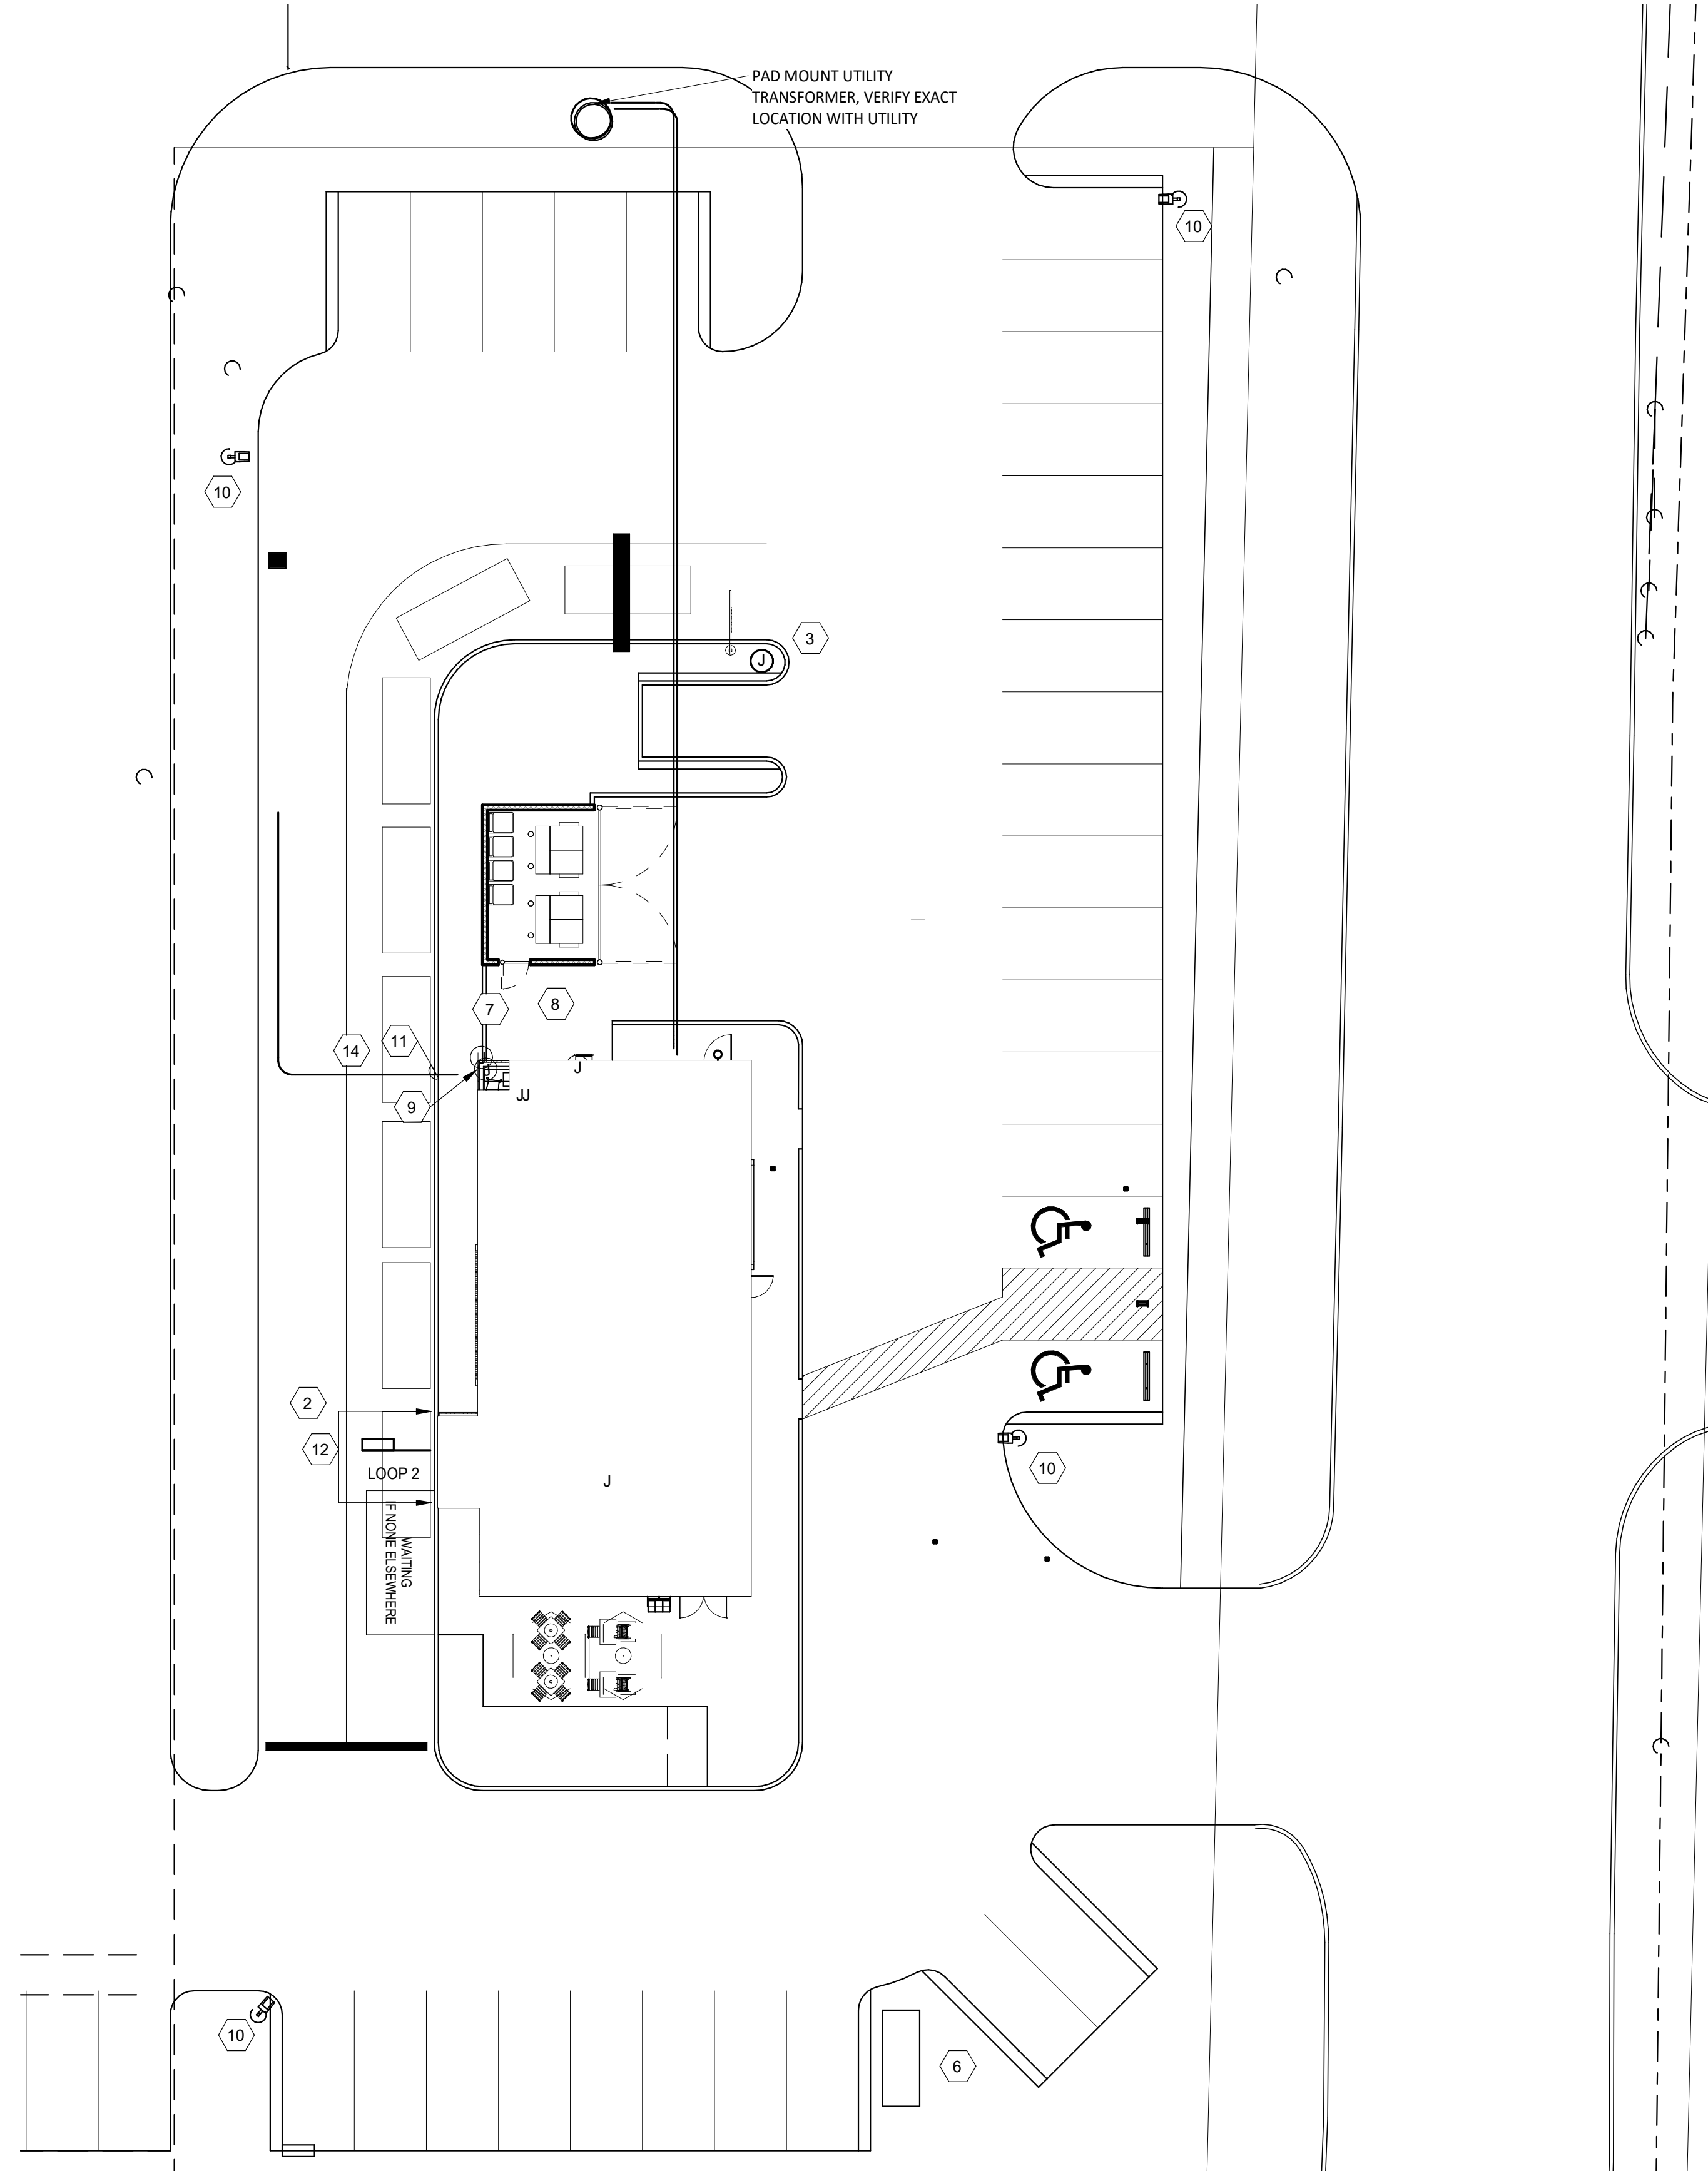 PAD MOUNT UTILITY
TRANSFORMER, VERIFY EXACT
LOCATION WITH UTILITY
10
10
3
J
7
8
14
11
J
9
JJ
2
12
LOOP 2
10
J
WAITING
IF NONE ELSEWHERE
10
6